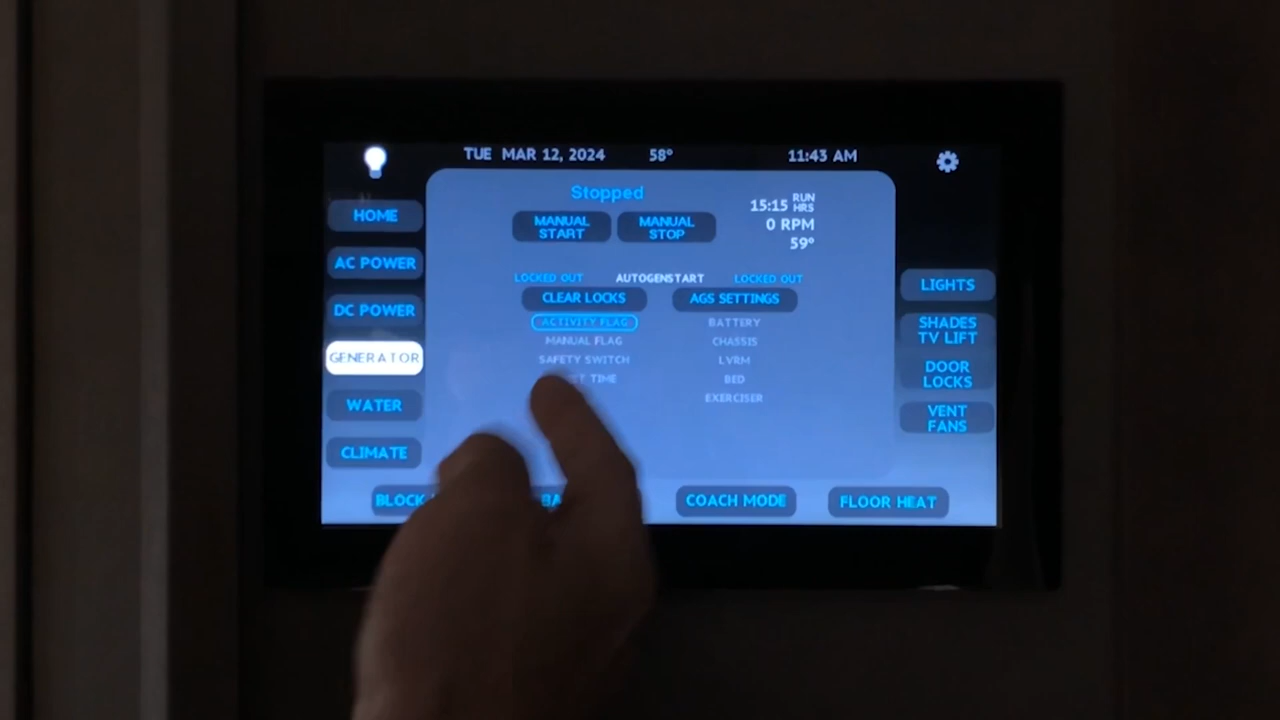 TUE MAR 12, 2024 58° 11:43 AM
Stopped
MANUAL
START
MANUAL
STOP
15:15 RUN
HRS
0 RPM
59°
HOME
AC POWER
DC POWER
GENERATOR
WATER
CLIMATE
LOCKED OUT AUTOGENSTART LOCKED OUT
CLEAR LOCKS
AGS SETTINGS
ACTIVITY FLAG
MANUAL FLAG
SAFETY SWITCH
TIME
BATTERY
CHASSIS
LVRM
BED
EXERCISER
LIGHTS
SHADES
TV LIFT
DOOR
LOCKS
VENT
FANS
BLOCK
COACH MODE
FLOOR HEAT